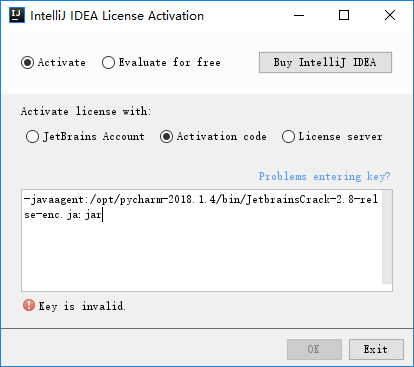 IntelliJ IDEA License Activation
Activate
Evaluate for free
Buy IntelliJ IDEA
Activate license with:
JetBrains Account
Activation code
License server
Problems entering key?
-javaagent:/opt/pycharm-2018.1.4/bin/JetbrainsCrack-2.8-rel
se-enc.ja:jar
Key is invalid.
OK
Exit